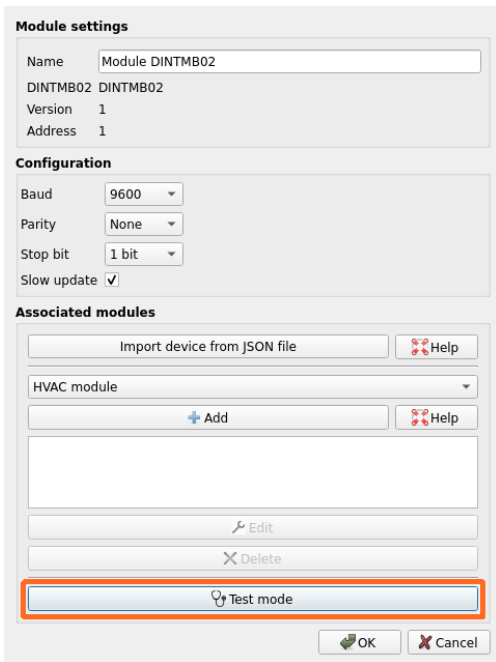 Module settings
Name Module DINTMB02
DINTMB02 DINTMB02
Version 1
Address 1
Configuration
Baud 9600
Parity None
Stop bit 1 bit
Slow update
Associated modules
Import device from JSON file Help
HVAC module
Add Help
Edit
Delete
Test mode
OK Cancel